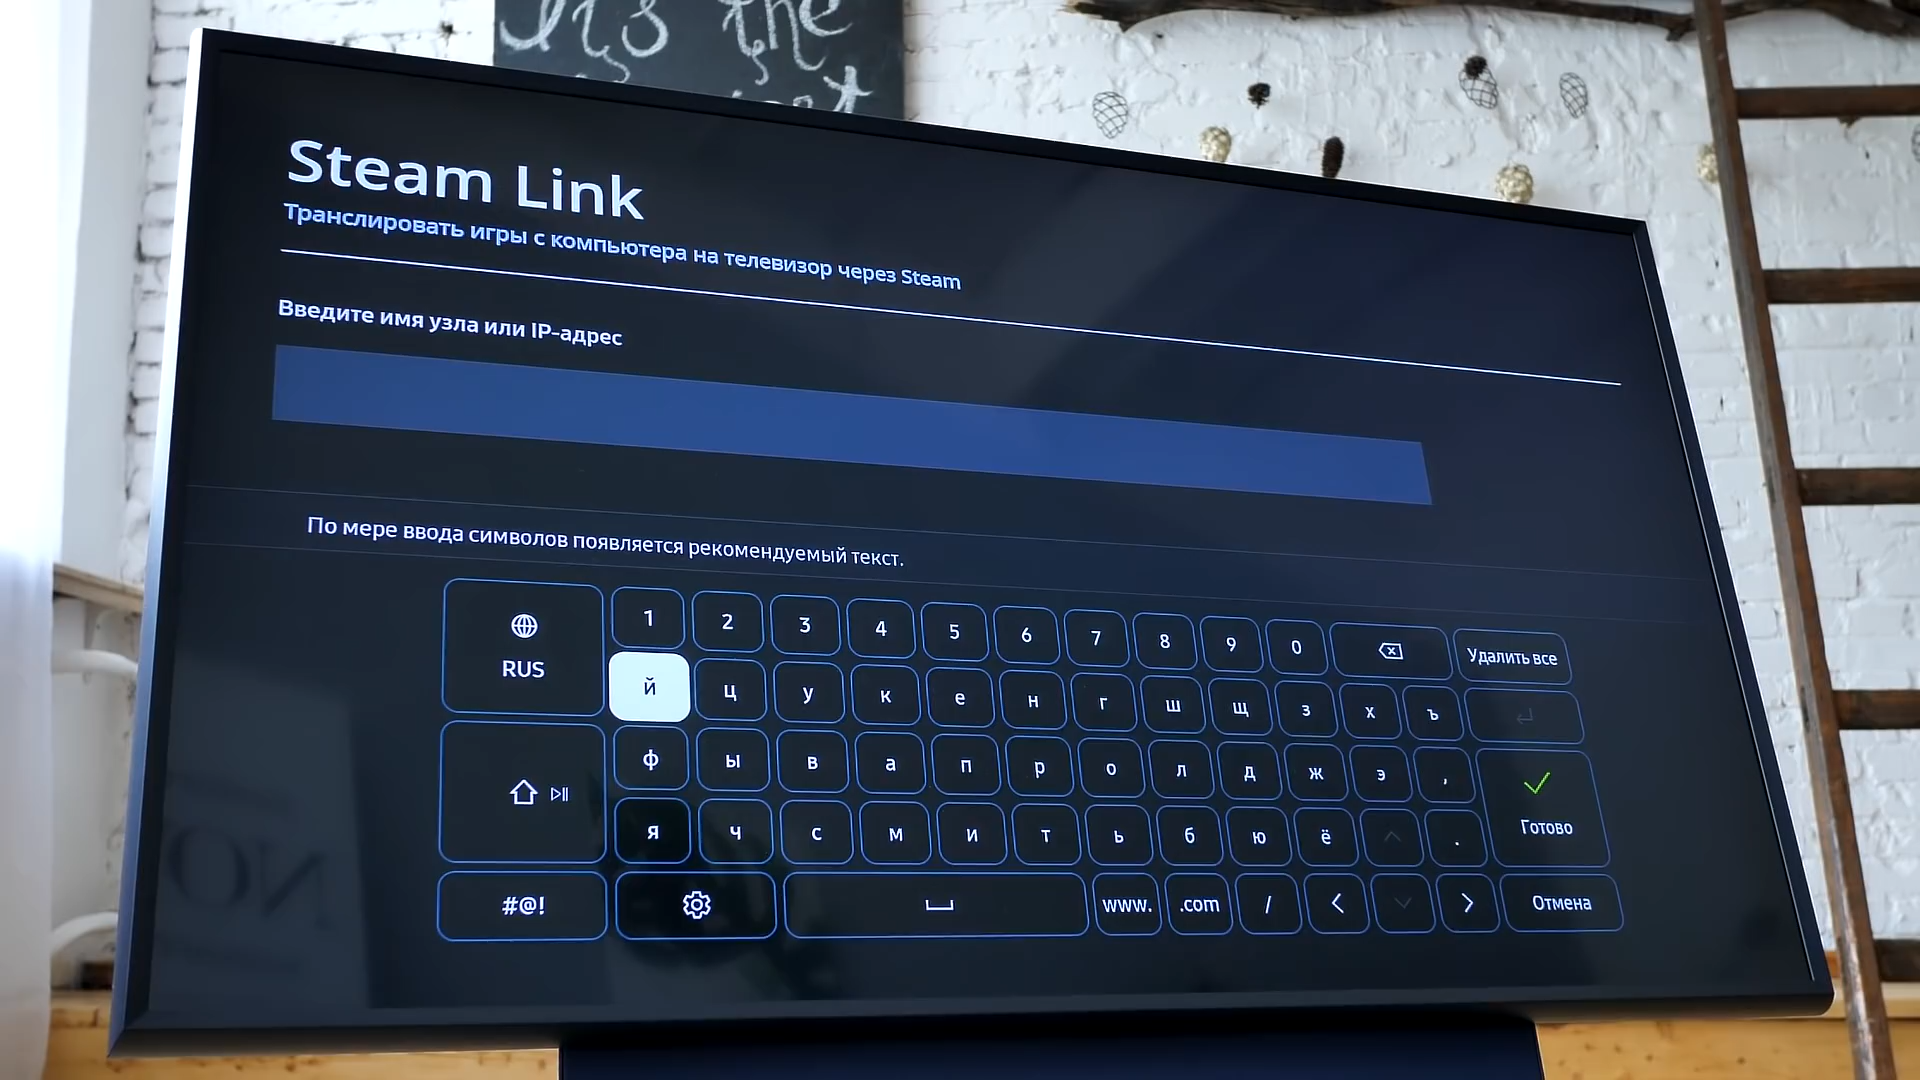 It's the
Steam Link
Транслировать игры с компьютера на телевизор через Steam
Введите имя узла или IP-адрес
По мере ввода символов появляется рекомендуемый текст.
RUS 1 2 3 4 5 6 7 8 9 0 Удалить все
й ц у к е н г ш щ з х ъ
ф ы в а п р о л д ж э ,
я ч с м и т ь б ю ё . Готово
#@! www. .com / < > Отмена